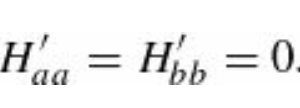 H′aa = H′bb = 0.